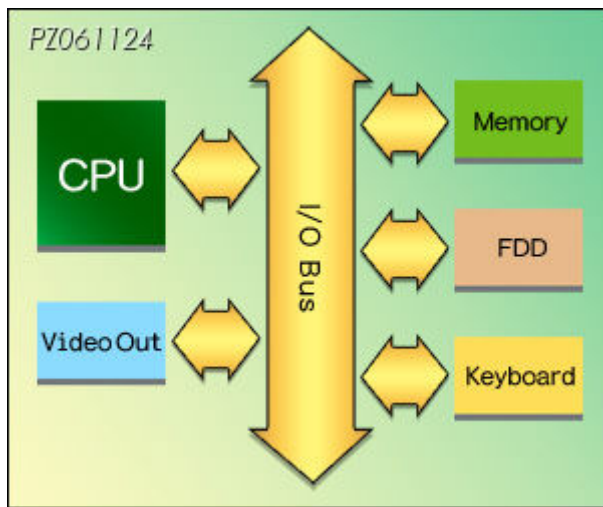 PZ061124
CPU
Video Out
I/O Bus
Memory
FDD
Keyboard